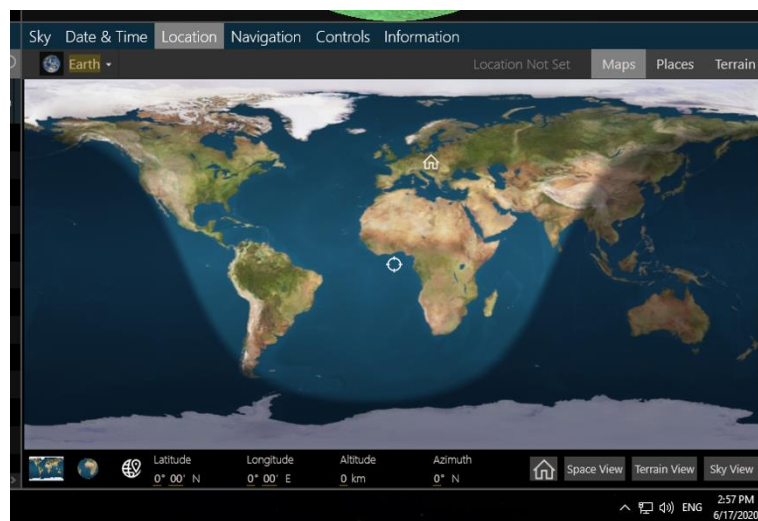 Sky Date & Time Location Navigation Controls Information
Earth Location Not Set Maps Places Terrain
Latitude Longitude Altitude Azimuth
0° 00' N 0° 00' E 0 km 0° N
Space View Terrain View Sky View
ENG 2:57 PM
6/17/2020